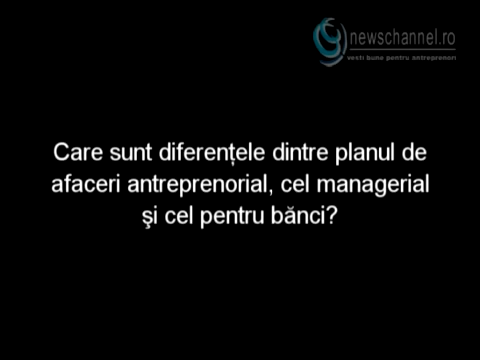 newschannel.ro
vesti bune pentru antreprenori
Care sunt diferențele dintre planul de
afaceri antreprenorial, cel managerial
şi cel pentru bănci?